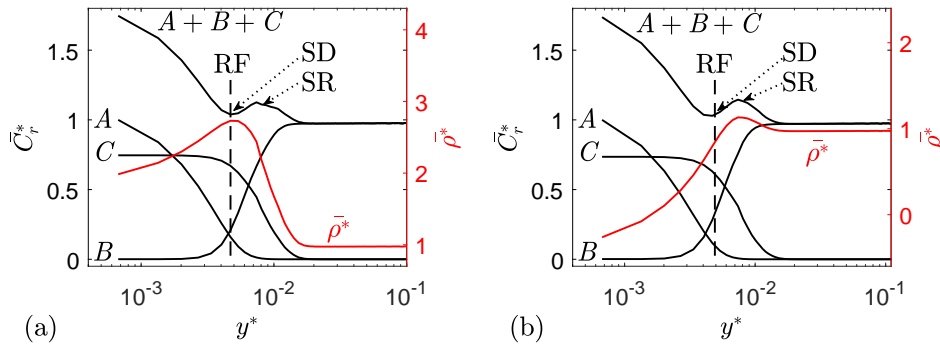 A + B + C
RF
SD
SR
A
C
B
ρ̄*
C̄*r
ρ̄*
0
0.5
1
1.5
1
2
3
4
10-3
10-2
10-1
y*
(a)
A + B + C
RF
SD
SR
A
C
B
ρ̄*
C̄*r
ρ̄*
0
0.5
1
1.5
0
1
2
10-3
10-2
10-1
y*
(b)